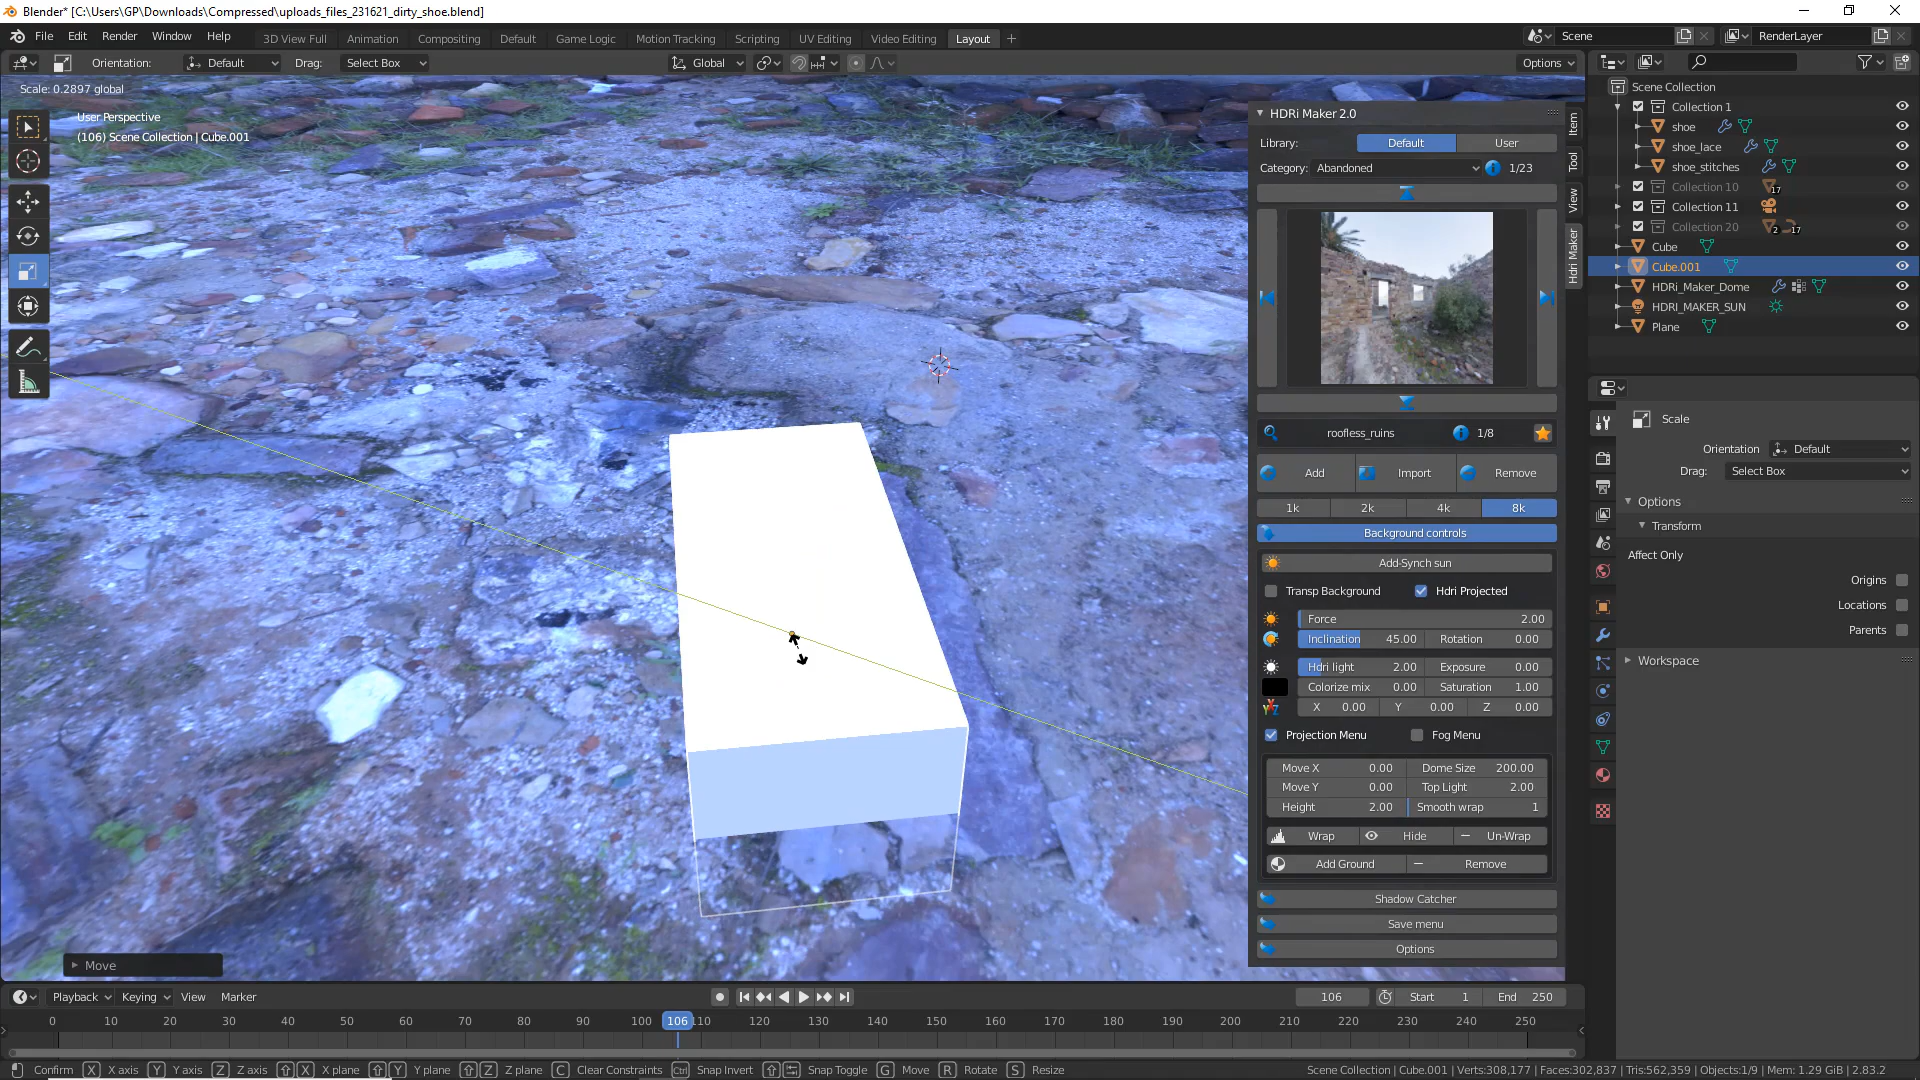 Blender* [C:\Users\GP\Downloads\Compressed\uploads_files_231621_dirty_shoe.blend]
File Edit Render Window Help 3D View Full Animation Compositing Default Game Logic Motion Tracking Scripting UV Editing Video Editing Layout Scene RenderLayer
Orientation: Default Drag: Select Box Global Options
Scale: 0.2897 global
User Perspective
(106) Scene Collection | Cube.001
HDRi Maker 2.0
Library: Default User
Category: Abandoned 1/23
roofless_ruins 1/8
Add Import Remove
1k 2k 4k 8k
Background controls
Add-Synch sun
Transp Background Hdri Projected
Force 2.00
Inclination 45.00 Rotation 0.00
Hdri light 2.00 Exposure 0.00
Colorize mix 0.00 Saturation 1.00
X 0.00 Y 0.00 Z 0.00
Projection Menu Fog Menu
Move X 0.00 Dome Size 200.00
Move Y 0.00 Top Light 2.00
Height 2.00 Smooth wrap 1
Wrap Hide Un-Wrap
Add Ground Remove
Shadow Catcher
Save menu
Options
Item
Tool
View
Hdri Maker
Scene Collection
Collection 1
shoe
shoe_lace
shoe_stitches
Collection 10 17
Collection 11
Collection 20 2 17
Cube
Cube.001
HDRi_Maker_Dome
HDRI_MAKER_SUN
Plane
Scale
Orientation Default
Drag: Select Box
Options
Transform
Affect Only
Origins
Locations
Parents
Workspace
Move
Playback Keying View Marker 106 Start 1 End 250
0 10 20 30 40 50 60 70 80 90 100 106 110 120 130 140 150 160 170 180 190 200 210 220 230 240 250
Confirm X X axis Y Y axis Z Z axis X X plane Y Y plane Z Z plane C Clear Constraints Ctrl Snap Invert Snap Toggle G Move R Rotate S Resize Scene Collection | Cube.001 | Verts:308,177 | Faces:302,837 | Tris:562,359 | Objects:1/9 | Mem: 1.29 GiB | 2.83.2